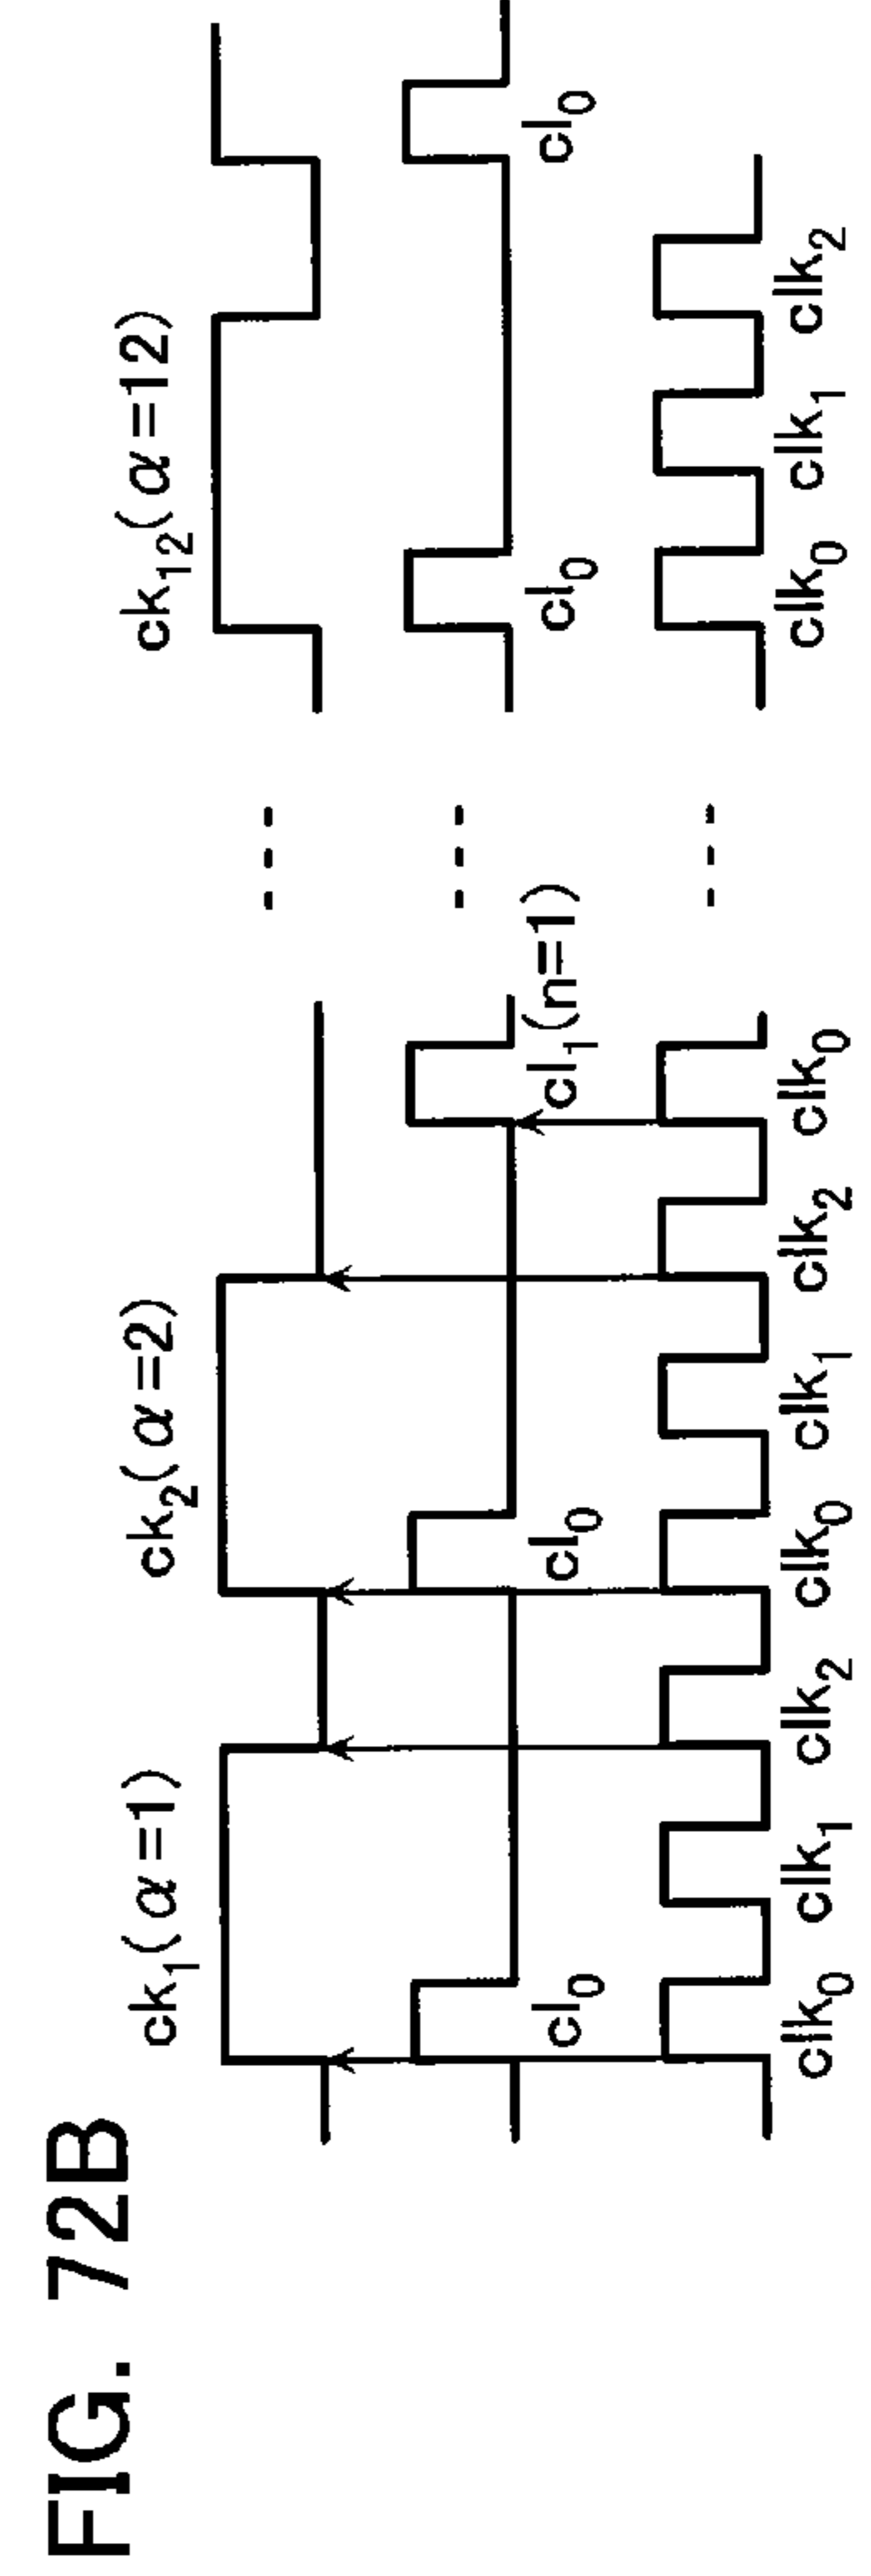 FIG. 72B
ck₁(α=1) ck₂(α=2) ck₁₂(α=12)
cl₀ cl₀ cl₁(n=1) cl₀ cl₀
clk₀ clk₁ clk₂ clk₀ clk₁ clk₂ clk₀ clk₀ clk₁ clk₂